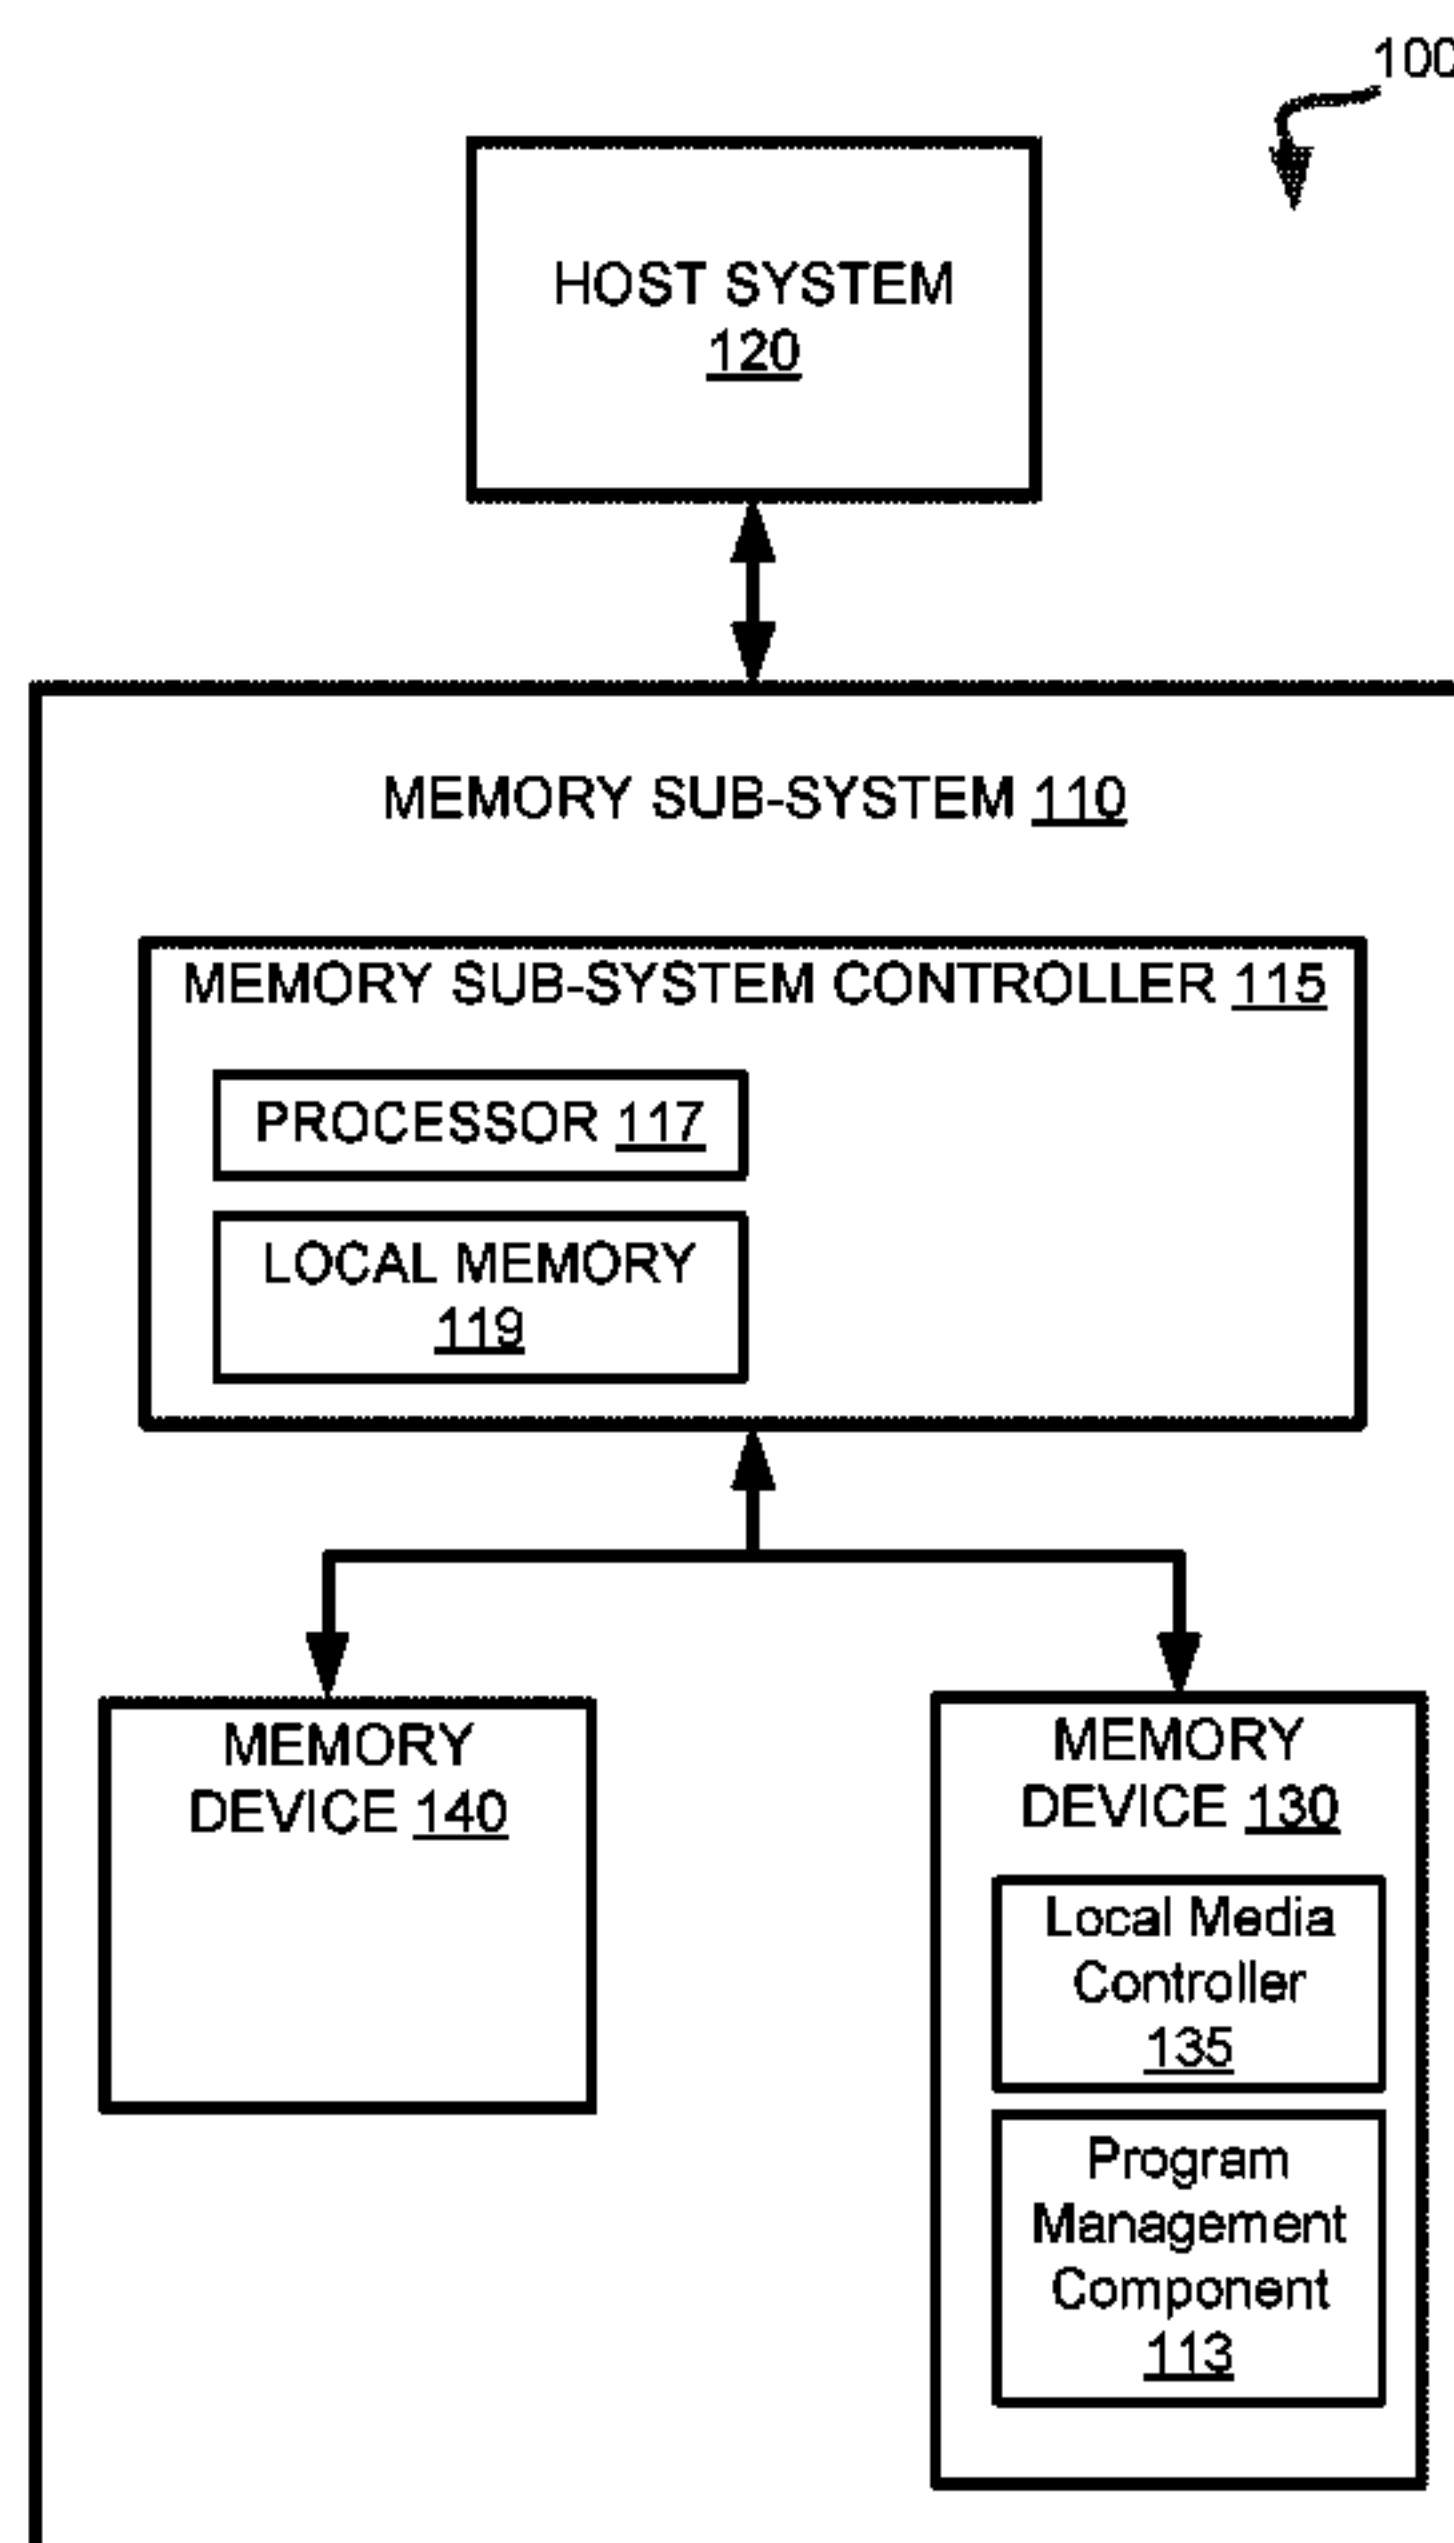 100
HOST SYSTEM
120
MEMORY SUB-SYSTEM 110
MEMORY SUB-SYSTEM CONTROLLER 115
PROCESSOR 117
LOCAL MEMORY
119
MEMORY
DEVICE 140
MEMORY
DEVICE 130
Local Media
Controller
135
Program
Management
Component
113